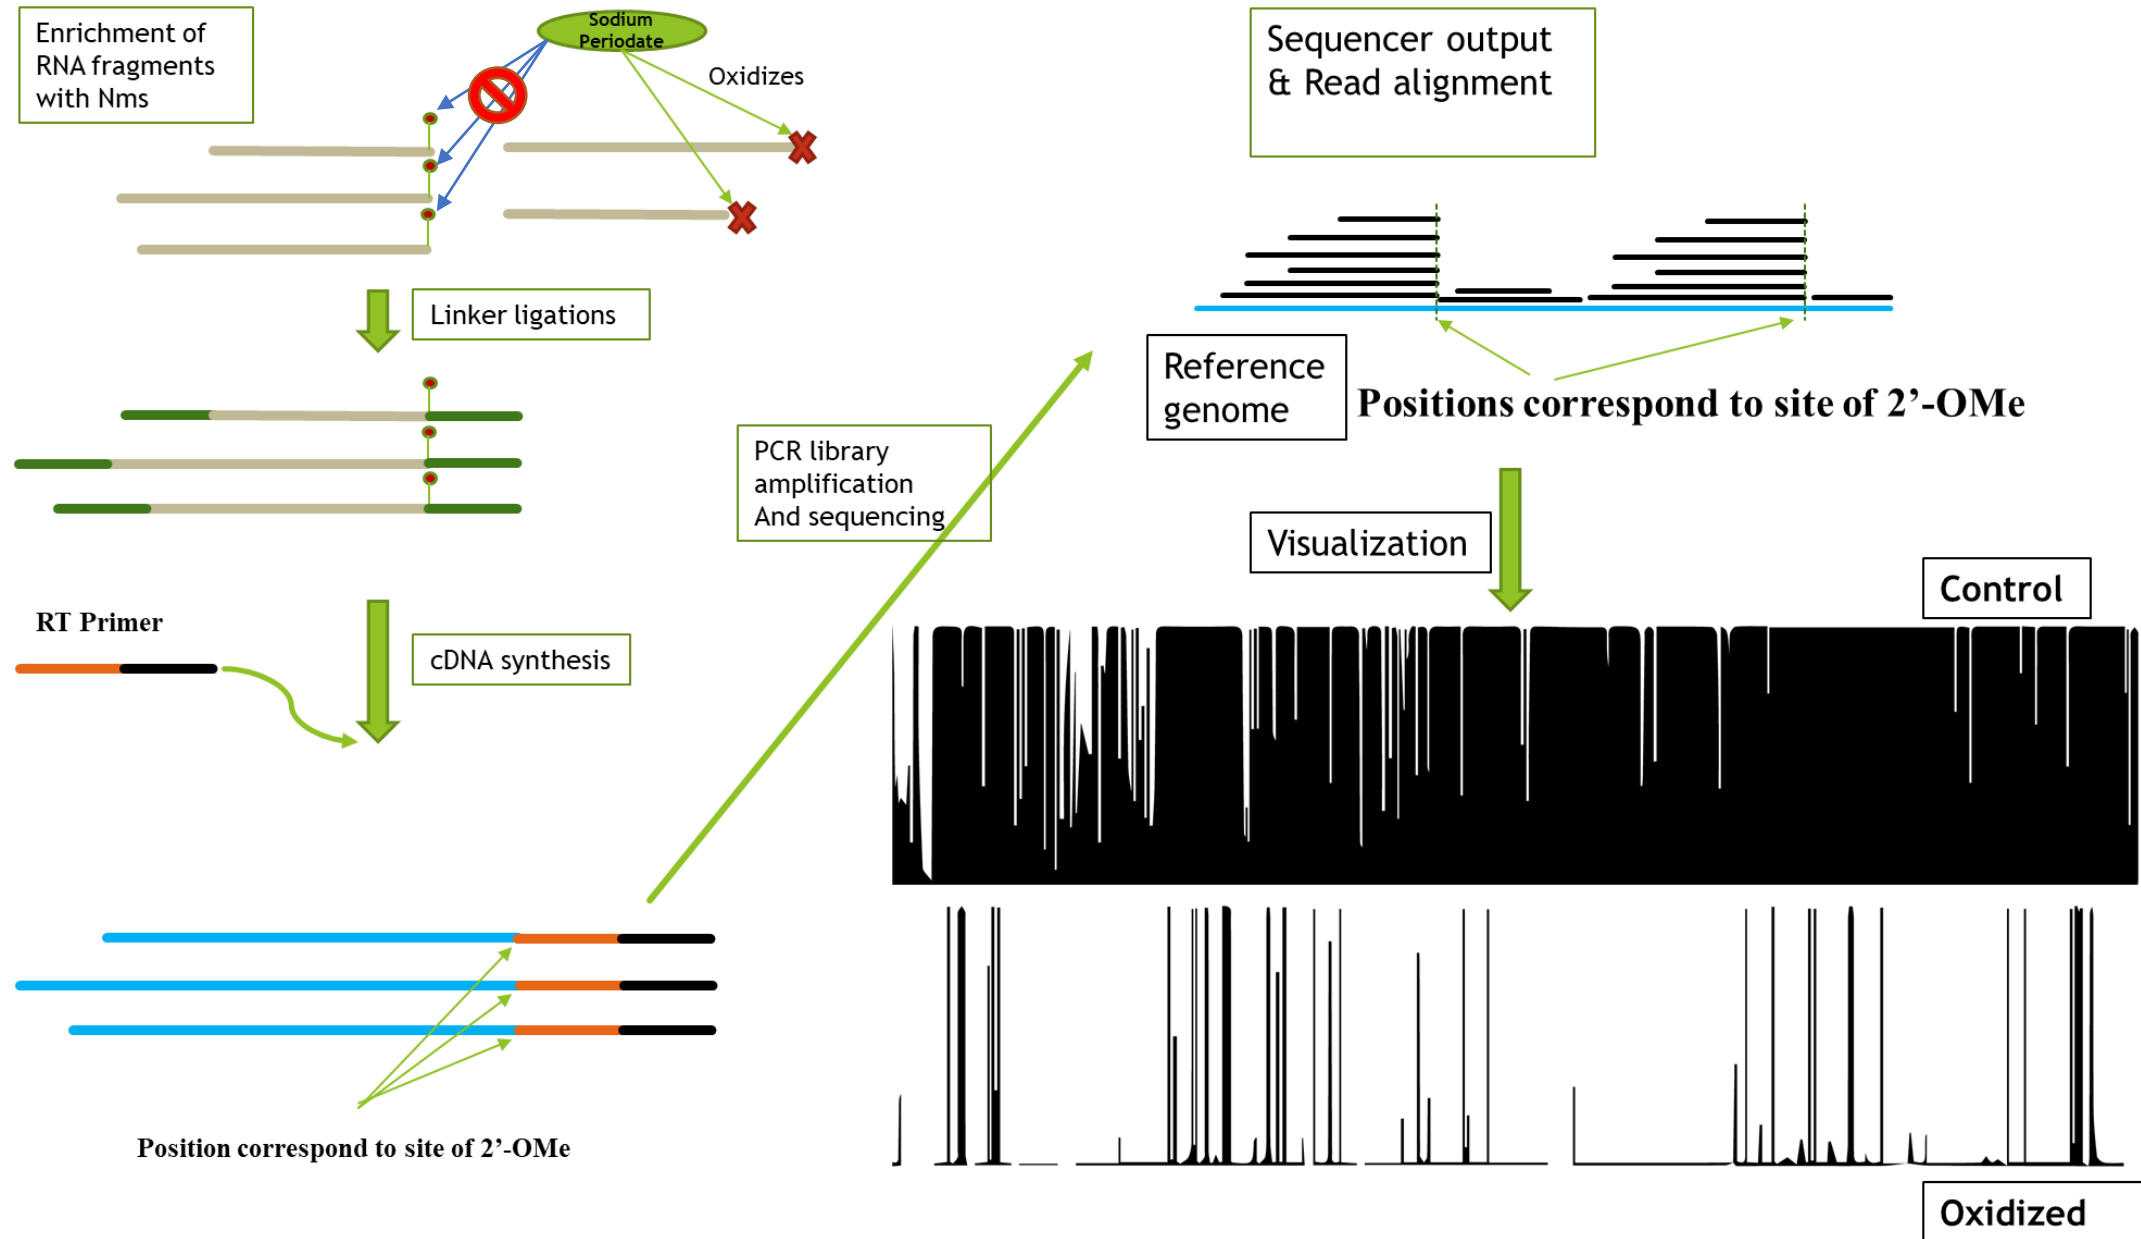 Enrichment of
RNA fragments
with Nms
Sodium
Periodate
Oxidizes
Linker ligations
RT Primer
cDNA synthesis
Position correspond to site of 2’-OMe
PCR library
amplification
And sequencing
Sequencer output
& Read alignment
Reference
genome
Positions correspond to site of 2’-OMe
Visualization
Control
Oxidized